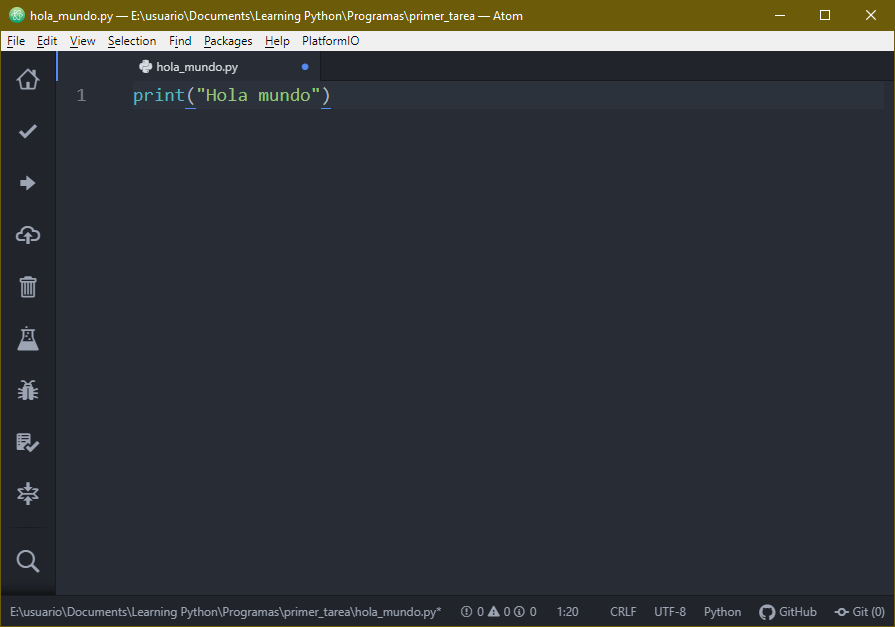 hola_mundo.py — E:\usuario\Documents\Learning Python\Programas\primer_tarea — Atom
File Edit View Selection Find Packages Help PlatformIO
hola_mundo.py
1 print("Hola mundo")
E:\usuario\Documents\Learning Python\Programas\primer_tarea\hola_mundo.py* 0 0 0 1:20 CRLF UTF-8 Python GitHub Git (0)